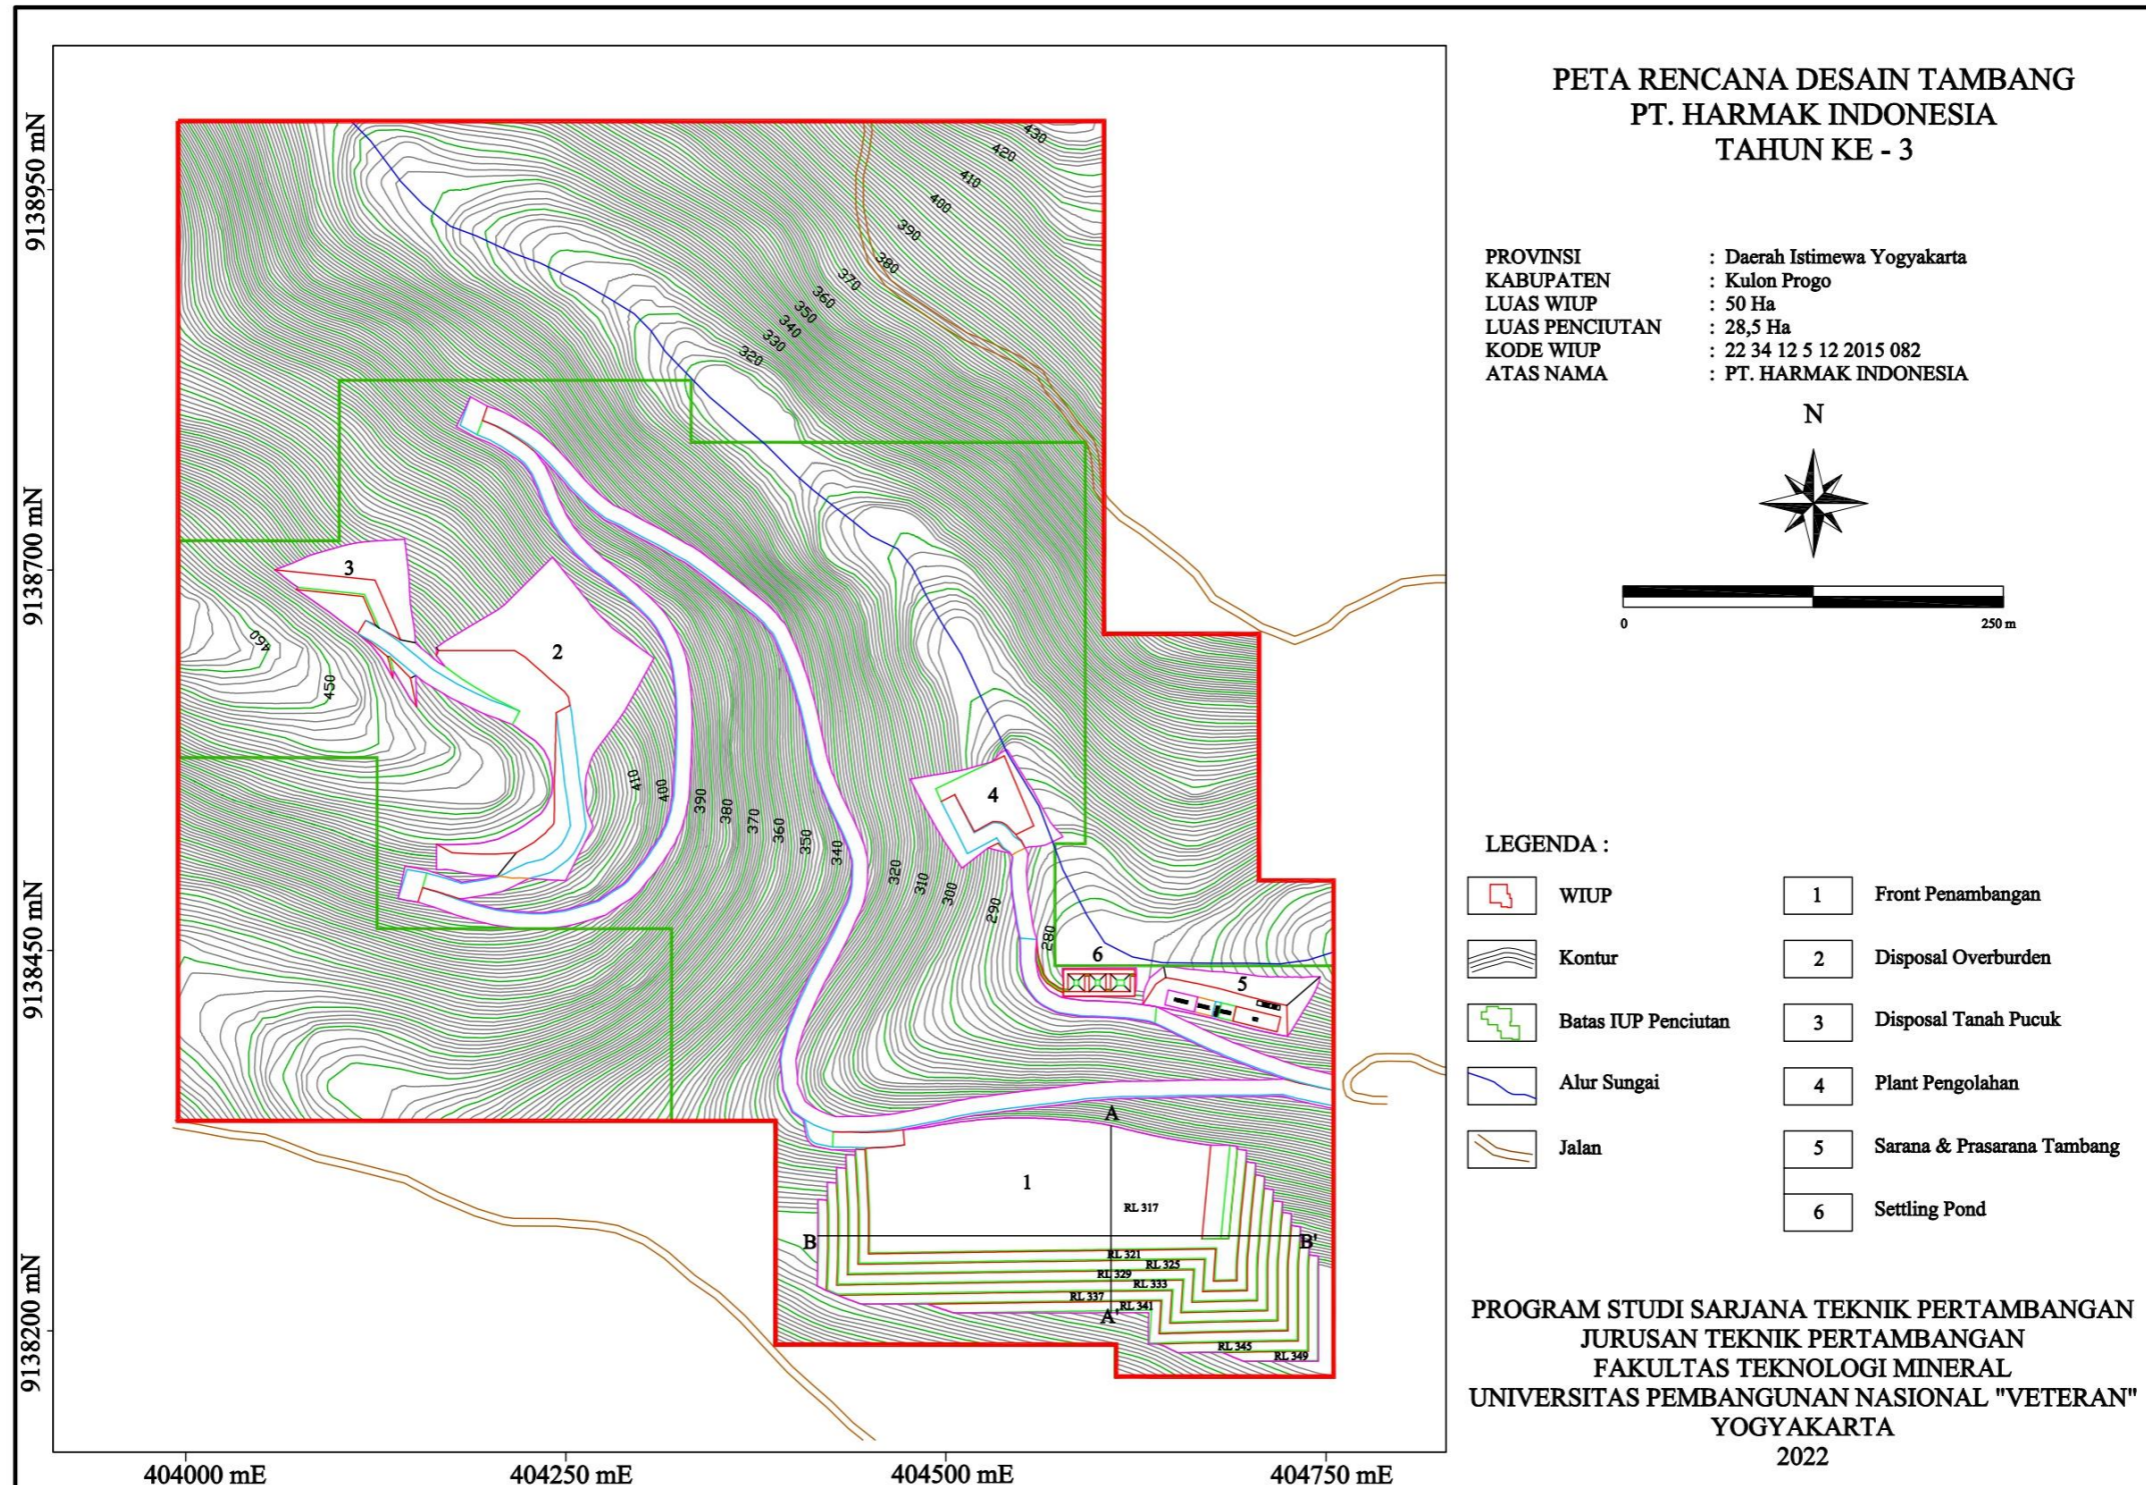 PETA RENCANA DESAIN TAMBANG
PT. HARMAK INDONESIA
TAHUN KE - 3
PROVINSI : Daerah Istimewa Yogyakarta
KABUPATEN : Kulon Progo
LUAS WIUP : 50 Ha
LUAS PENCIUTAN : 28,5 Ha
KODE WIUP : 22 34 12 5 12 2015 082
ATAS NAMA : PT. HARMAK INDONESIA
N
0 250 m
LEGENDA :
WIUP
Kontur
Batas IUP Penciutan
Alur Sungai
Jalan
1 Front Penambangan
2 Disposal Overburden
3 Disposal Tanah Pucuk
4 Plant Pengolahan
5 Sarana & Prasarana Tambang
6 Settling Pond
PROGRAM STUDI SARJANA TEKNIK PERTAMBANGAN
JURUSAN TEKNIK PERTAMBANGAN
FAKULTAS TEKNOLOGI MINERAL
UNIVERSITAS PEMBANGUNAN NASIONAL "VETERAN"
YOGYAKARTA
2022
9138950 mN
9138700 mN
9138450 mN
9138200 mN
404000 mE
404250 mE
404500 mE
404750 mE
430
420
410
400
390
380
370
360
350
340
330
320
3
2
460
450
4
410
400
390
380
370
360
350
340
320
310
300
290
280
6
5
A
1
RL 317
B
B'
RL 321
RL 325
RL 329
RL 333
RL 337
RL 341
A'
RL 345
RL 349